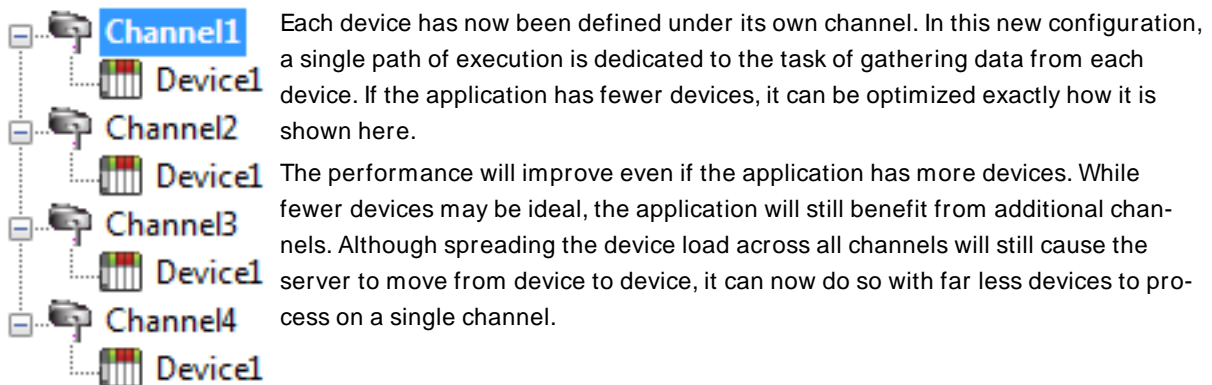 Channel1
Device1
Channel2
Device1
Channel3
Device1
Channel4
Device1
Each device has now been defined under its own channel. In this new configuration,
a single path of execution is dedicated to the task of gathering data from each
device. If the application has fewer devices, it can be optimized exactly how it is
shown here.
The performance will improve even if the application has more devices. While
fewer devices may be ideal, the application will still benefit from additional chan-
nels. Although spreading the device load across all channels will still cause the
server to move from device to device, it can now do so with far less devices to pro-
cess on a single channel.